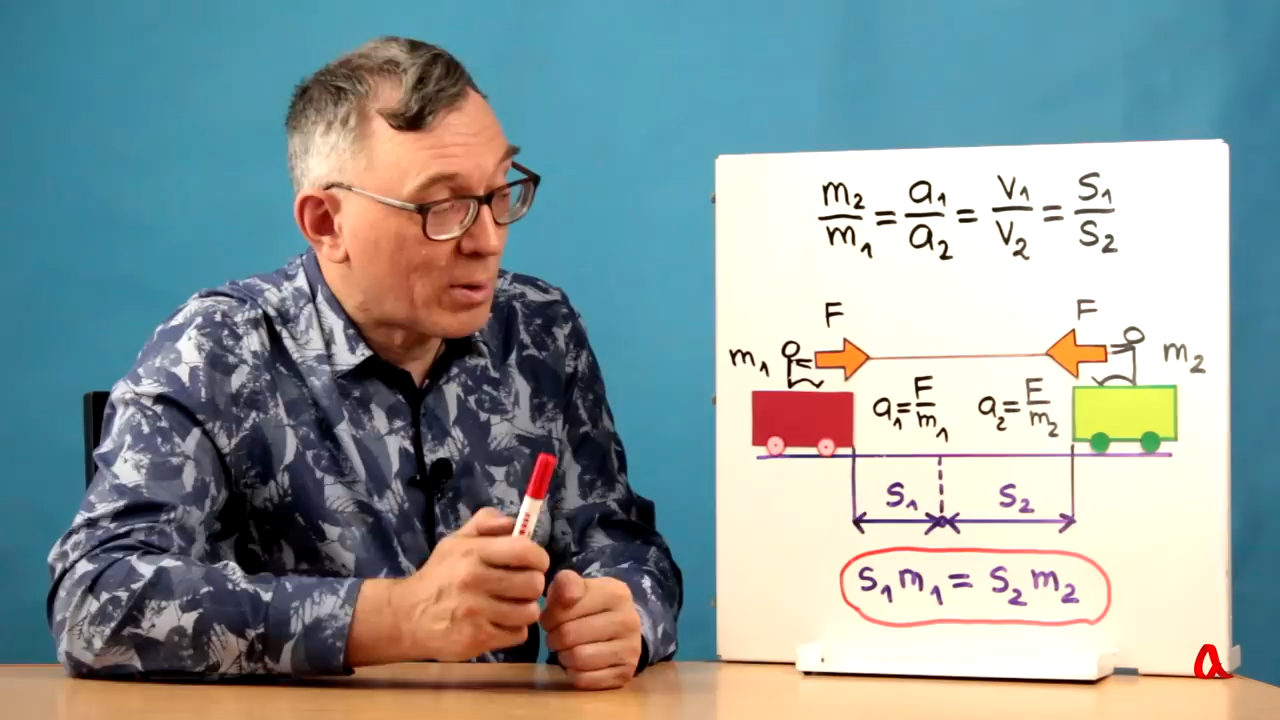 m₂/m₁ = a₁/a₂ = v₁/v₂ = s₁/s₂
F F
m₁ m₂
a₁ = F/m₁ a₂ = F/m₂
s₁ s₂
s₁m₁ = s₂m₂
a